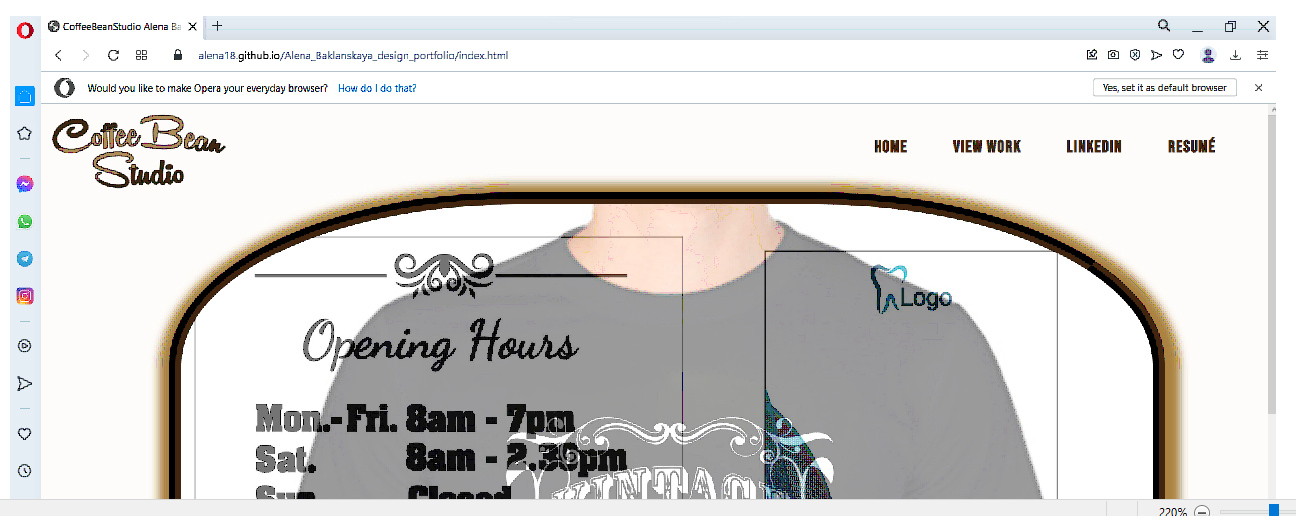 CoffeeBeanStudio Alena Ba
alena18.github.io/Alena_Baklanskaya_design_portfolio/index.html
Would you like to make Opera your everyday browser? How do I do that?
Yes, set it as default browser
Coffee Bean
Studio
HOME VIEW WORK LINKEDIN RESUMÉ
Logo
Opening Hours
Mon.-Fri. 8am - 7pm
Sat. 8am - 2.30pm
Sun Closed
VINTAGE
220%